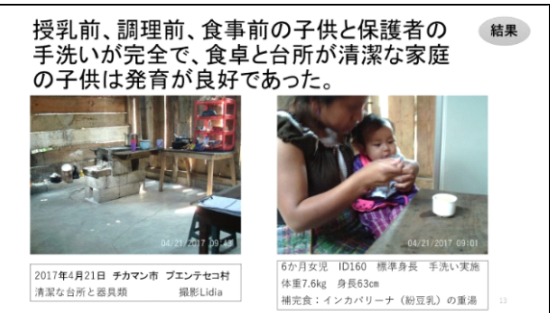 授乳前、調理前、食事前の子供と保護者の
手洗いが完全で、食卓と台所が清潔な家庭
の子供は発育が良好であった。
結果
04/21/2017 09:43
04/21/2017 09:01
2017年4月21日 チカマン市 プエンテセコ村
清潔な台所と器具類 撮影Lidia
6か月女児 ID160 標準身長 手洗い実施
体重7.6kg 身長63cm
補完食：インカパリーナ（紛豆乳）の重湯
13